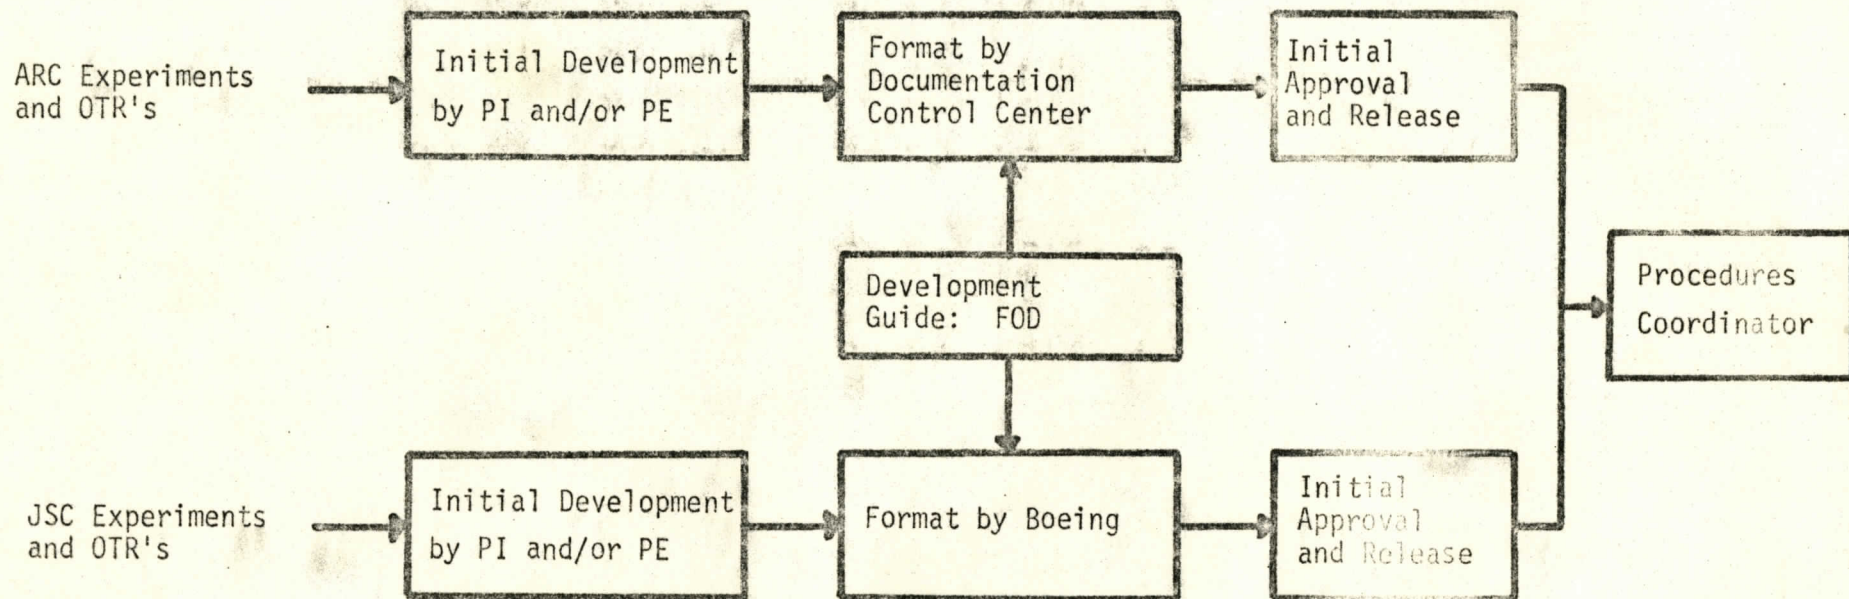 ARC Experiments
and OTR's
Initial Development
by PI and/or PE
Format by
Documentation
Control Center
Initial
Approval
and Release
Development
Guide: FOD
Procedures
Coordinator
JSC Experiments
and OTR's
Initial Development
by PI and/or PE
Format by Boeing
Initial
Approval
and Release